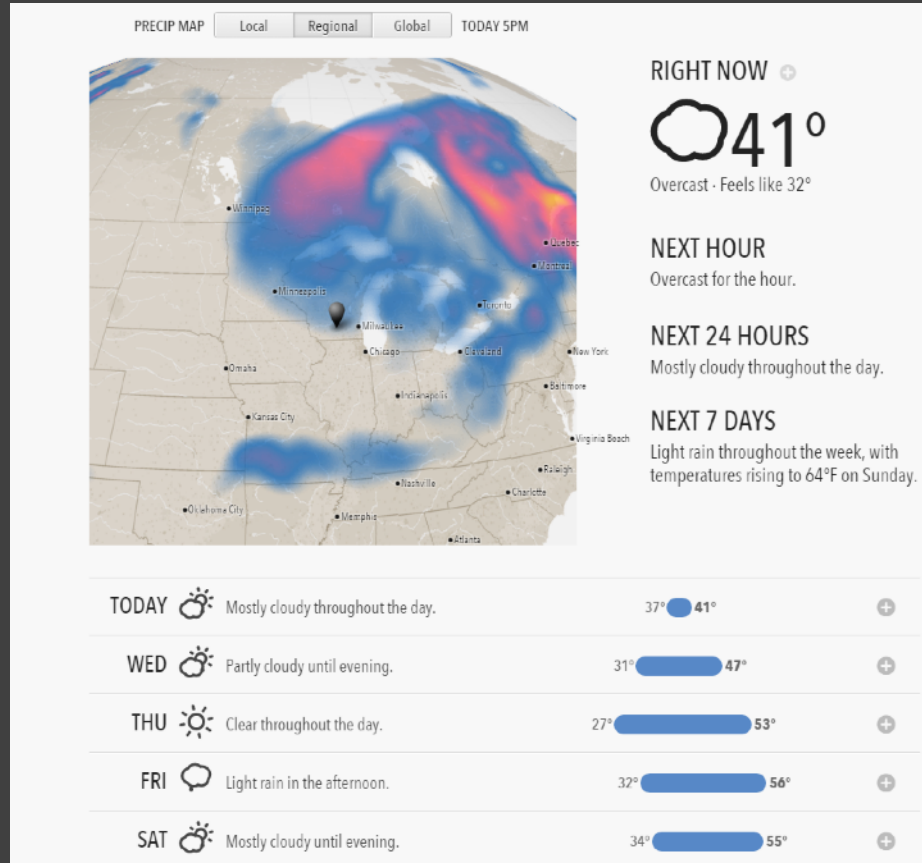 PRECIP MAP Local Regional Global TODAY 5PM
Winnipeg
Quebec
Montreal
Minneapolis
Toronto
Milwaukee
Chicago
Cleveland
New York
Omaha
Baltimore
Indianapolis
Kansas City
Virginia Beach
Raleigh
Nashville
Charlotte
Oklahoma City
Memphis
Atlanta
RIGHT NOW
41°
Overcast · Feels like 32°
NEXT HOUR
Overcast for the hour.
NEXT 24 HOURS
Mostly cloudy throughout the day.
NEXT 7 DAYS
Light rain throughout the week, with
temperatures rising to 64°F on Sunday.
TODAY Mostly cloudy throughout the day. 37° 41°
WED Partly cloudy until evening. 31° 47°
THU Clear throughout the day. 27° 53°
FRI Light rain in the afternoon. 32° 56°
SAT Mostly cloudy until evening. 34° 55°